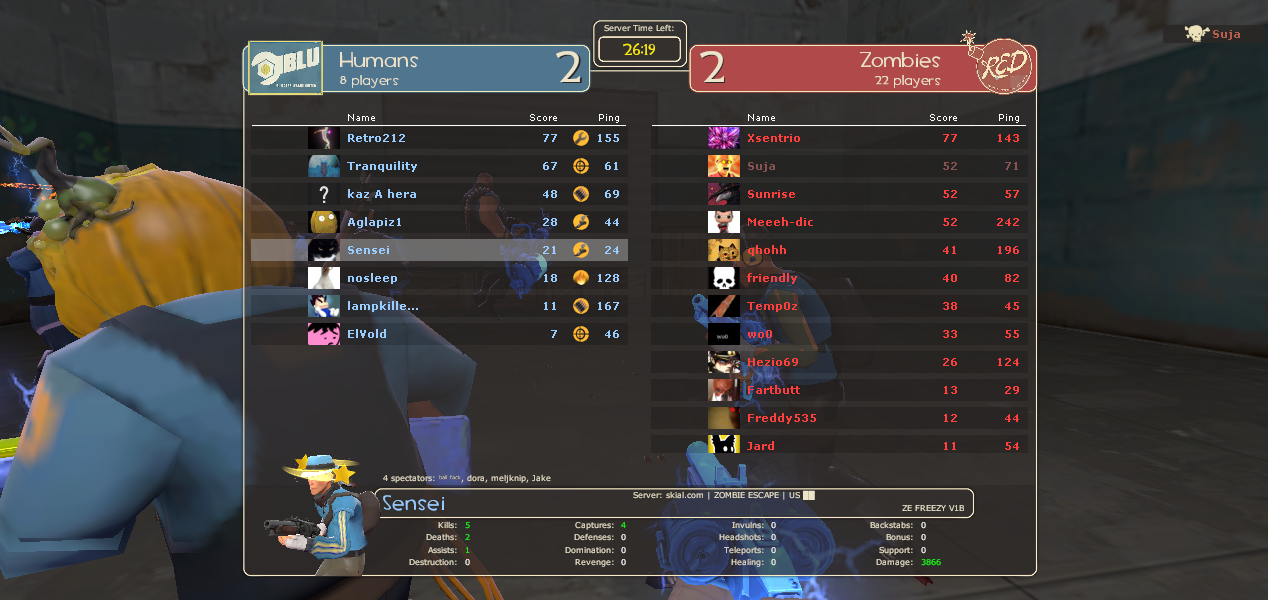 Server Time Left:
26:19
BLU
Humans
8 players
2
2
Zombies
22 players
RED
Suja
Name Score Ping
Retro212 77 155
Tranquility 67 61
? kaz A hera 48 69
Aglapiz1 28 44
Sensei 21 24
nosleep 18 128
lampkille... 11 167
El¥old 7 46
Name Score Ping
Xsentrio 77 143
Suja 52 71
Sunrise 52 57
Meeeh-dic 52 242
qbohh 41 196
friendly 40 82
Temp0z 38 45
wo0 wo0 33 55
Hezio69 26 124
Fartbutt 13 29
Freddy535 12 44
Jard 11 54
4 spectators: ball fack, dora, meljknip, Jake
Server: skial.com | ZOMBIE ESCAPE | US ██
Sensei
ZE FREEZY V1B
Kills: 5 Captures: 4 Invulns: 0 Backstabs: 0
Deaths: 2 Defenses: 0 Headshots: 0 Bonus: 0
Assists: 1 Domination: 0 Teleports: 0 Support: 0
Destruction: 0 Revenge: 0 Healing: 0 Damage: 3866